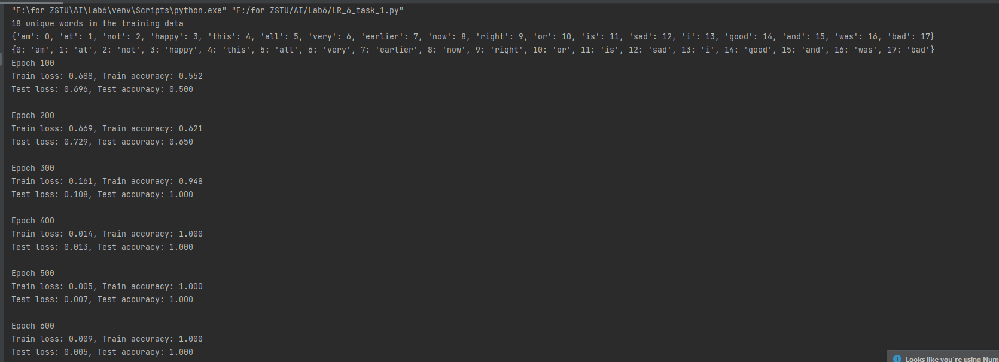 "F:\for ZSTU\AI\Lab6\venv\Scripts\python.exe" "F:/for ZSTU/AI/Lab6/LR_6_task_1.py"
18 unique words in the training data
{'am': 0, 'at': 1, 'not': 2, 'happy': 3, 'this': 4, 'all': 5, 'very': 6, 'earlier': 7, 'now': 8, 'right': 9, 'or': 10, 'is': 11, 'sad': 12, 'i': 13, 'good': 14, 'and': 15, 'was': 16, 'bad': 17}
{0: 'am', 1: 'at', 2: 'not', 3: 'happy', 4: 'this', 5: 'all', 6: 'very', 7: 'earlier', 8: 'now', 9: 'right', 10: 'or', 11: 'is', 12: 'sad', 13: 'i', 14: 'good', 15: 'and', 16: 'was', 17: 'bad'}
Epoch 100
Train loss: 0.688, Train accuracy: 0.552
Test loss: 0.696, Test accuracy: 0.500
Epoch 200
Train loss: 0.669, Train accuracy: 0.621
Test loss: 0.729, Test accuracy: 0.650
Epoch 300
Train loss: 0.161, Train accuracy: 0.948
Test loss: 0.108, Test accuracy: 1.000
Epoch 400
Train loss: 0.014, Train accuracy: 1.000
Test loss: 0.013, Test accuracy: 1.000
Epoch 500
Train loss: 0.005, Train accuracy: 1.000
Test loss: 0.007, Test accuracy: 1.000
Epoch 600
Train loss: 0.009, Train accuracy: 1.000
Test loss: 0.005, Test accuracy: 1.000
Looks like you're using Num